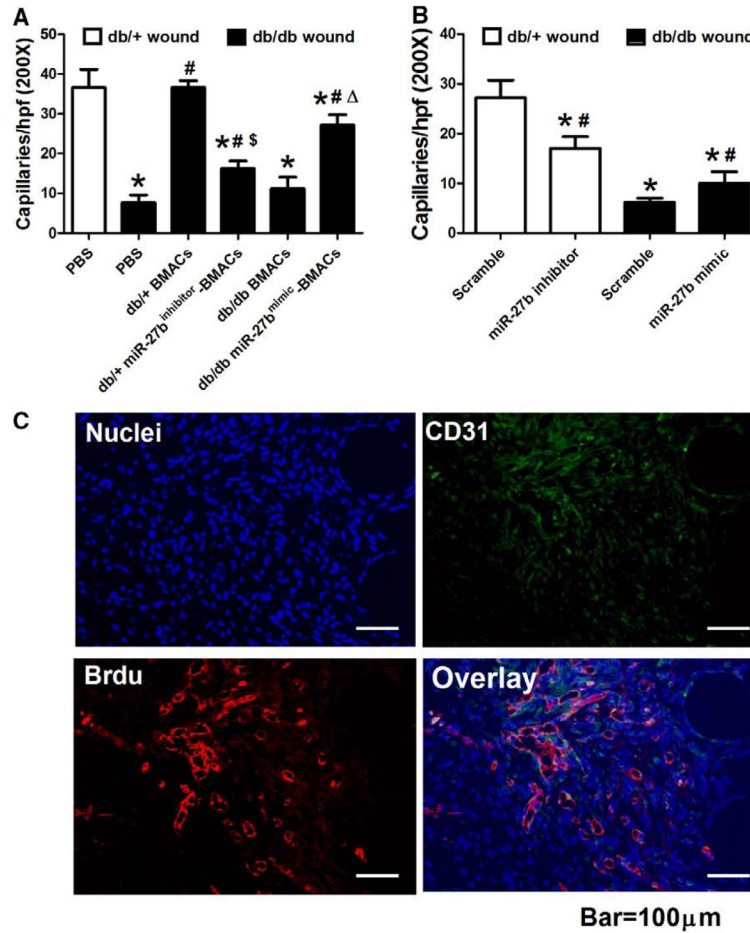 A
db/+ wound db/db wound
Capillaries/hpf (200X)
50
40
30
20
10
0
*
#
*# $
*
*# Δ
PBS
PBS
db/+ BMACs
db/+ miR-27b inhibitor -BMACs
db/db BMACs
db/db miR-27b mimic -BMACs
B
db/+ wound db/db wound
Capillaries/hpf (200X)
40
30
20
10
0
* #
*
* #
Scramble
miR-27b inhibitor
Scramble
miR-27b mimic
C
Nuclei
CD31
Brdu
Overlay
Bar=100μm